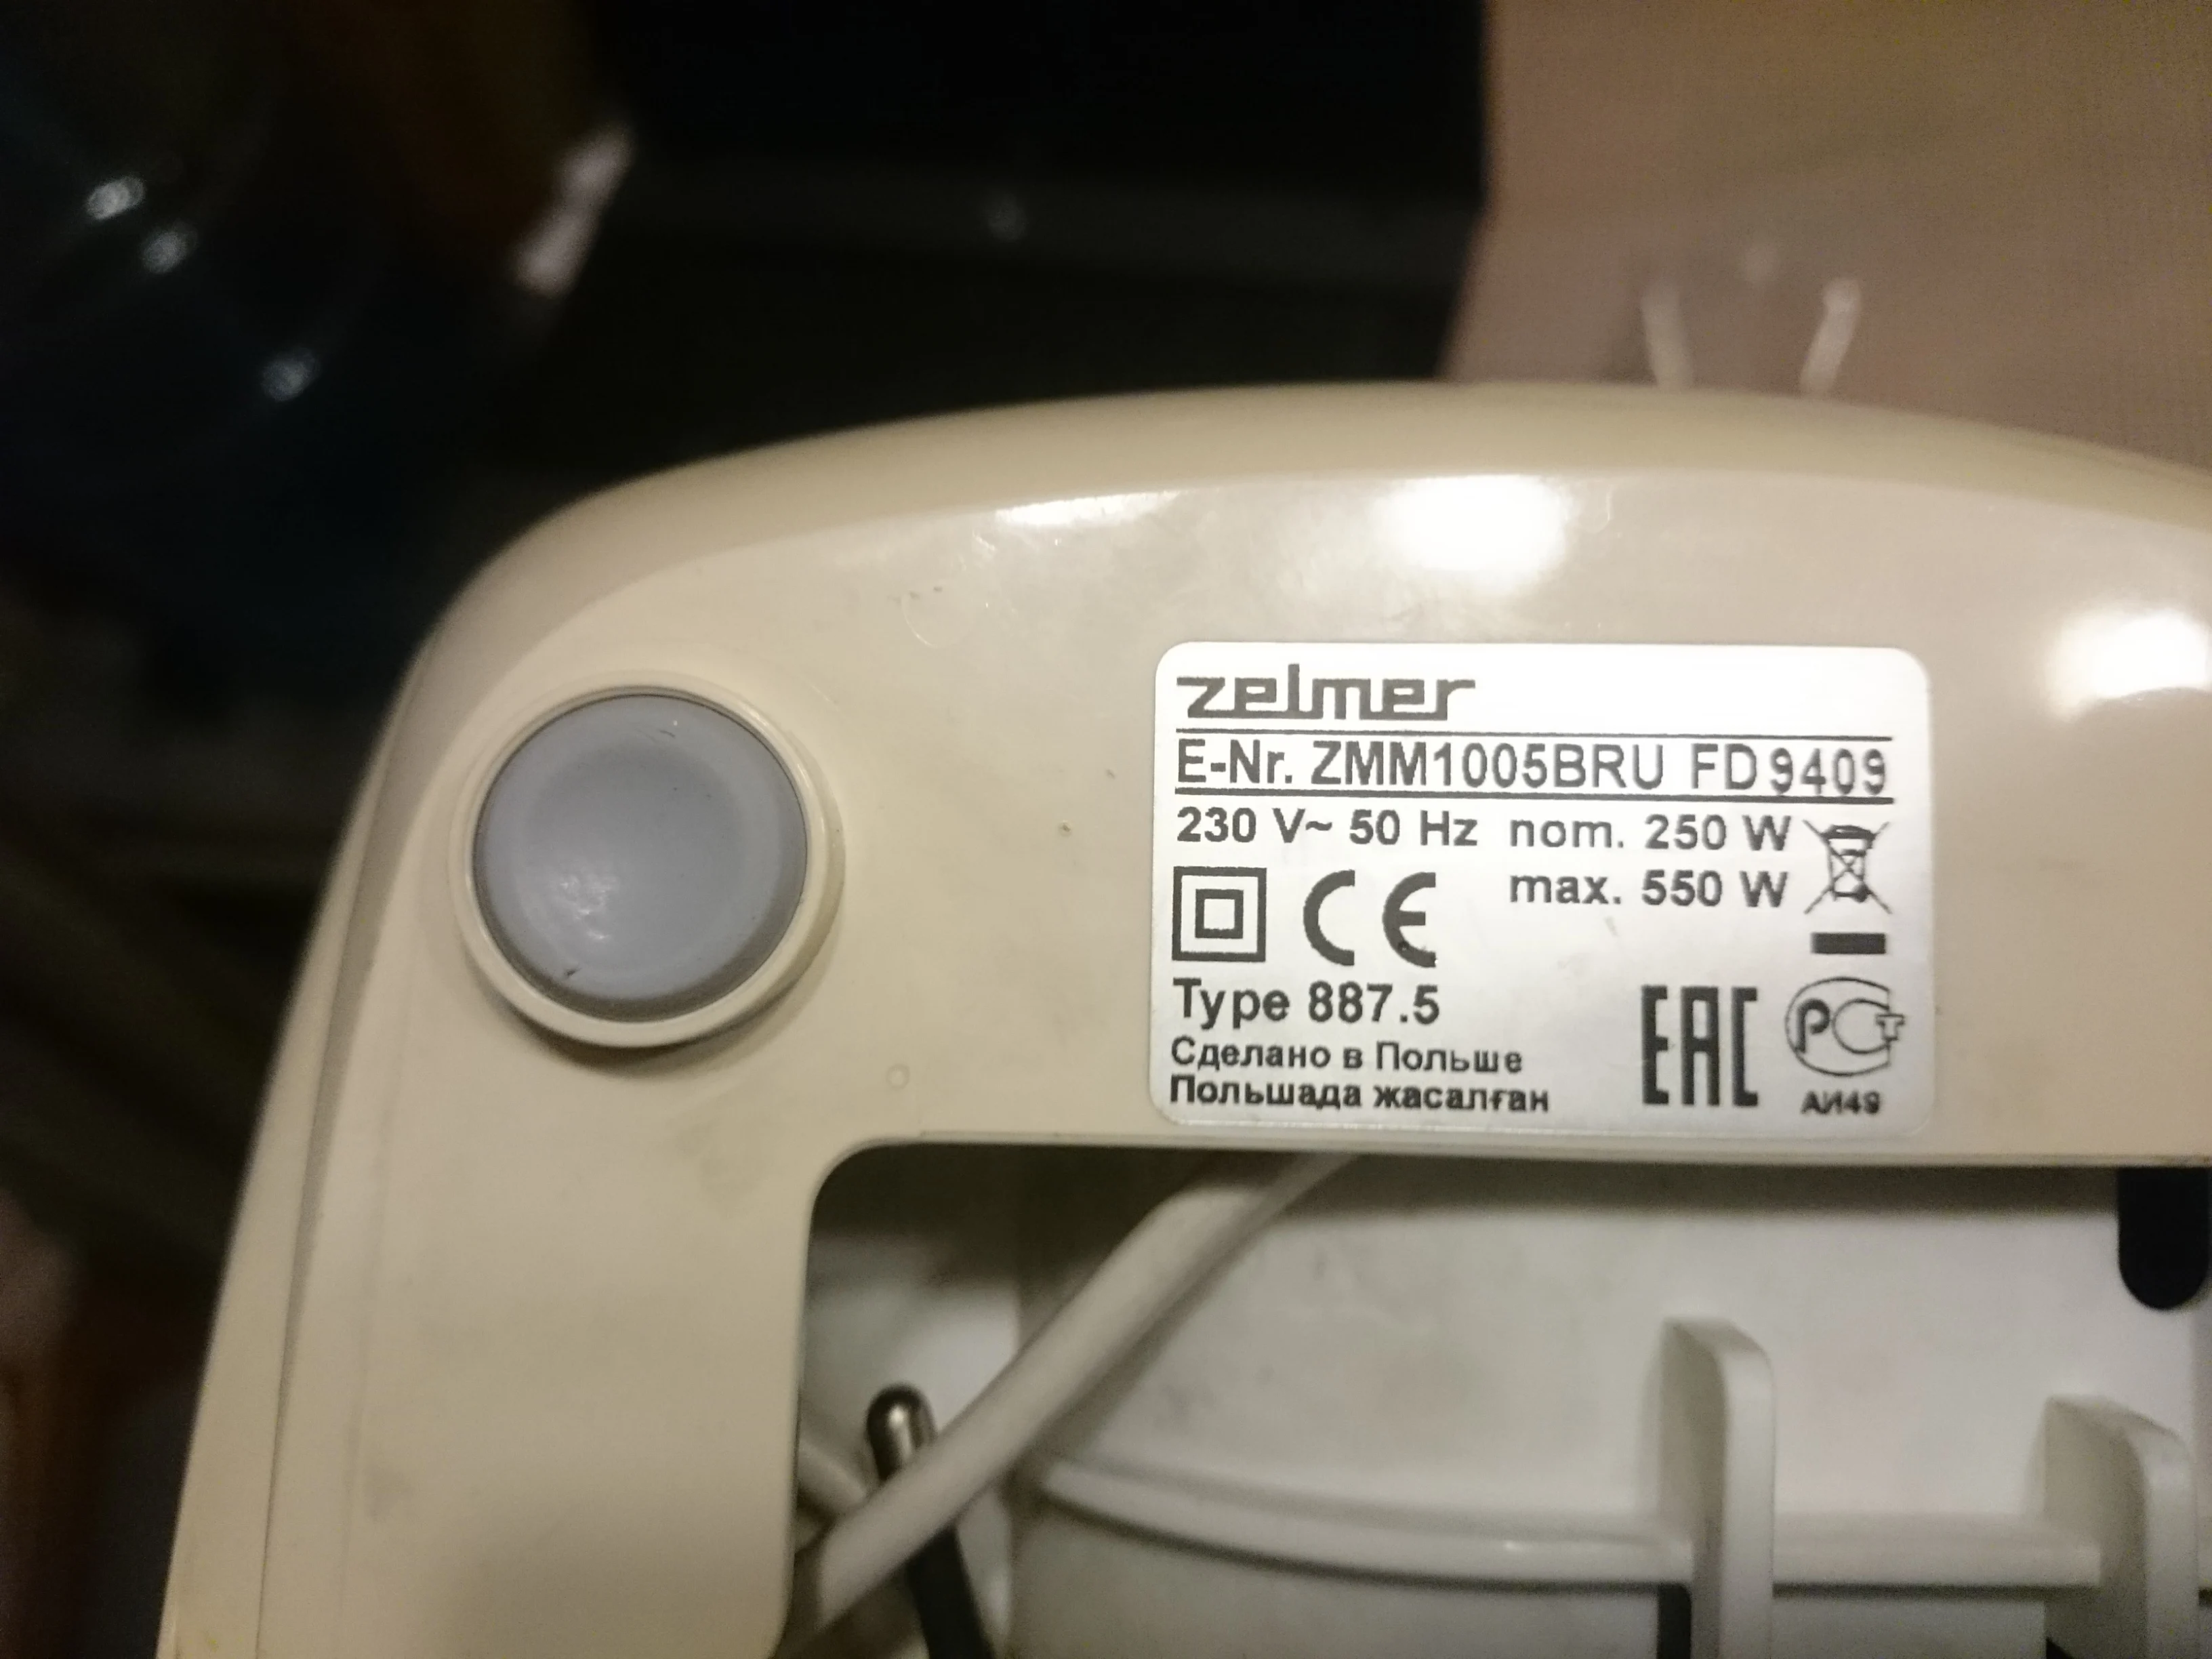 zelmer
E-Nr. ZMM1005BRU FD 9409
230 V~ 50 Hz nom. 250 W
max. 550 W
CE
Type 887.5
Сделано в Польше
Польшада жасалған
EAC
РСТ
АИ49